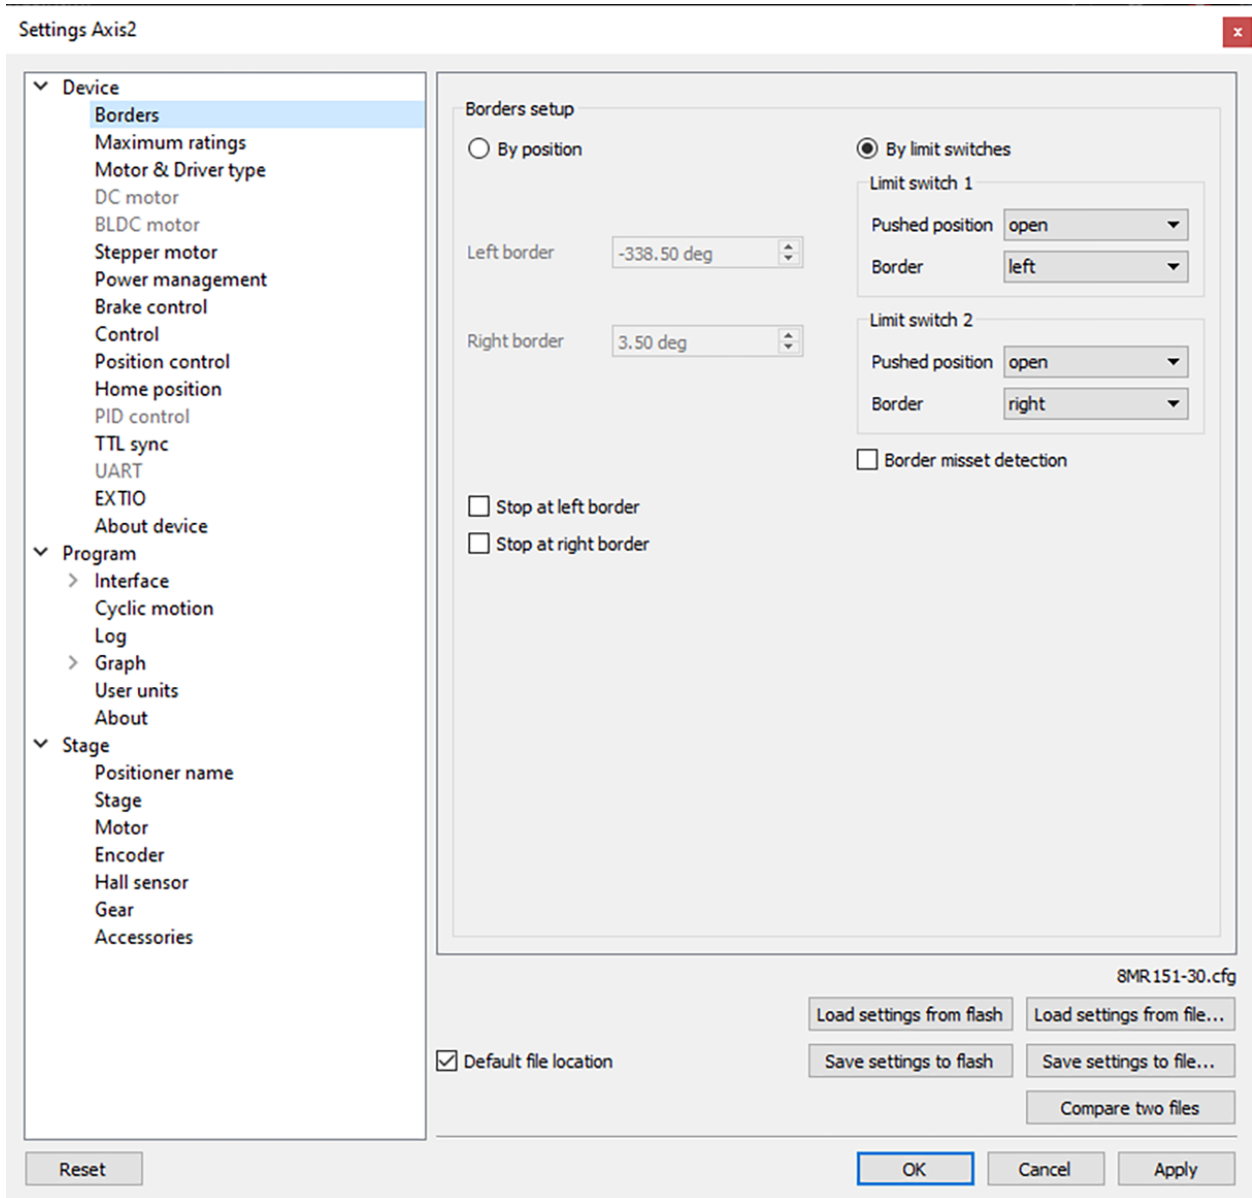 Settings Axis2
x
Device
Borders
Maximum ratings
Motor & Driver type
DC motor
BLDC motor
Stepper motor
Power management
Brake control
Control
Position control
Home position
PID control
TTL sync
UART
EXTIO
About device
Program
Interface
Cyclic motion
Log
Graph
User units
About
Stage
Positioner name
Stage
Motor
Encoder
Hall sensor
Gear
Accessories
Borders setup
By position
Left border -338.50 deg
Right border 3.50 deg
By limit switches
Limit switch 1
Pushed position open
Border left
Limit switch 2
Pushed position open
Border right
Border misset detection
Stop at left border
Stop at right border
8MR151-30.cfg
Load settings from flash Load settings from file...
Default file location Save settings to flash Save settings to file...
Compare two files
Reset OK Cancel Apply